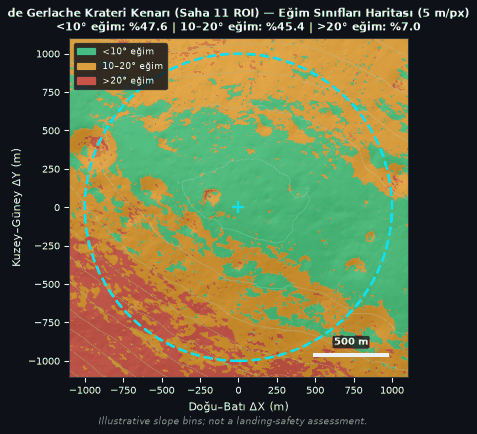 de Gerlache Krateri Kenarı (Saha 11 ROI) — Eğim Sınıfları Haritası (5 m/px)
<10° eğim: %47.6 | 10–20° eğim: %45.4 | >20° eğim: %7.0
<10° eğim
10–20° eğim
>20° eğim
Kuzey–Güney ΔY (m)
1000
750
500
250
0
−250
−500
−750
−1000
500 m
−1000
−750
−500
−250
0
250
500
750
1000
Doğu–Batı ΔX (m)
Illustrative slope bins; not a landing-safety assessment.